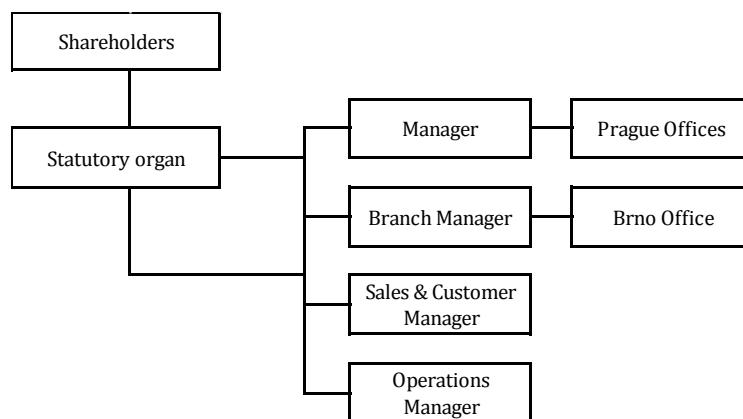 Shareholders
Statutory organ
Manager
Prague Offices
Branch Manager
Brno Office
Sales & Customer
Manager
Operations
Manager